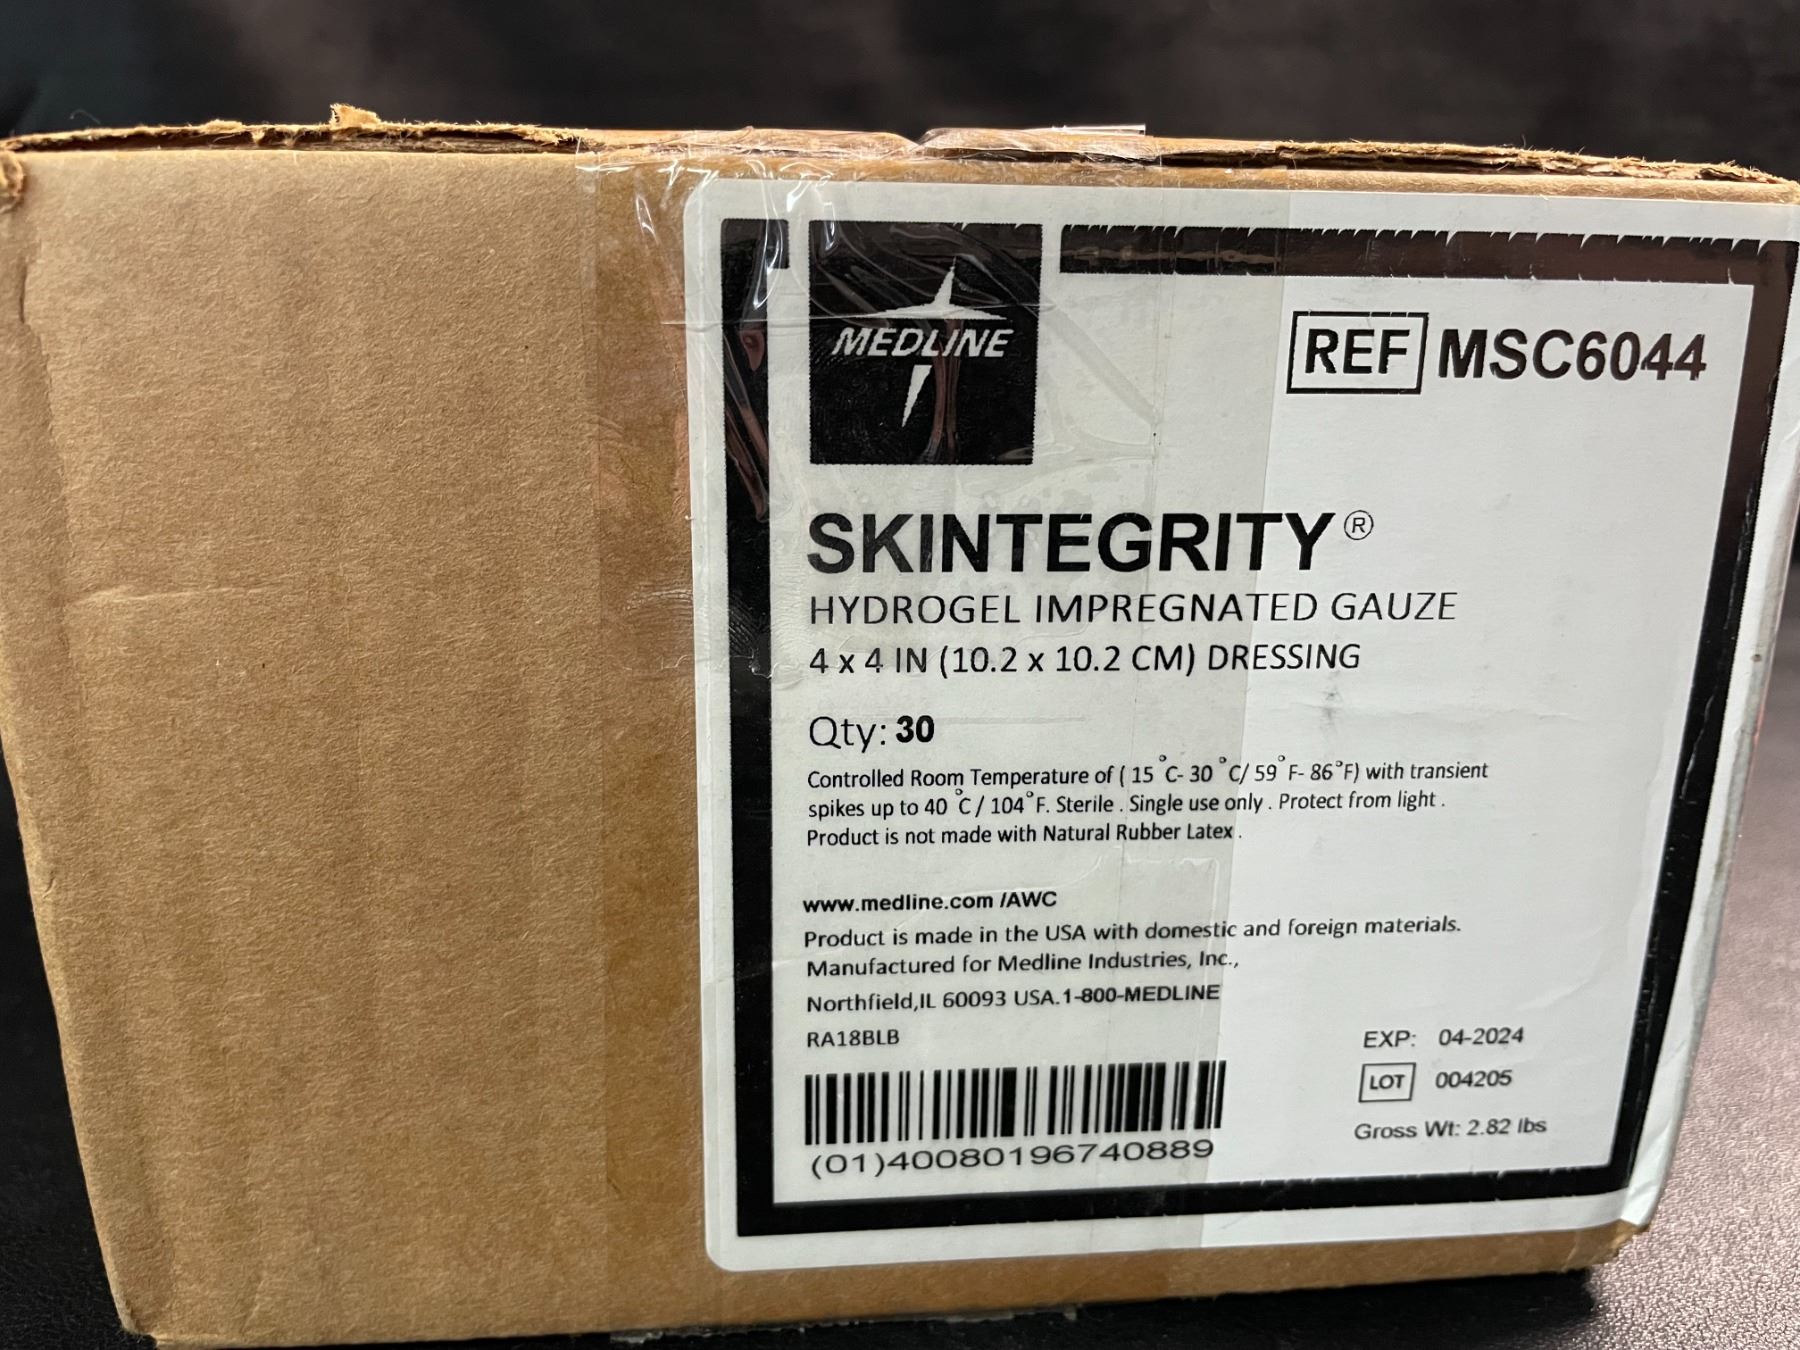 MEDLINE
REF MSC6044
SKINTEGRITY®
HYDROGEL IMPREGNATED GAUZE
4 x 4 IN (10.2 x 10.2 CM) DRESSING
Qty: 30
Controlled Room Temperature of ( 15 °C- 30 °C/ 59° F- 86°F) with transient
spikes up to 40 °C / 104° F. Sterile . Single use only . Protect from light .
Product is not made with Natural Rubber Latex .
www.medline.com /AWC
Product is made in the USA with domestic and foreign materials.
Manufactured for Medline Industries, Inc.,
Northfield,IL 60093 USA.1-800-MEDLINE
RA18BLB
EXP: 04-2024
LOT 004205
Gross Wt: 2.82 lbs
(01)40080196740889